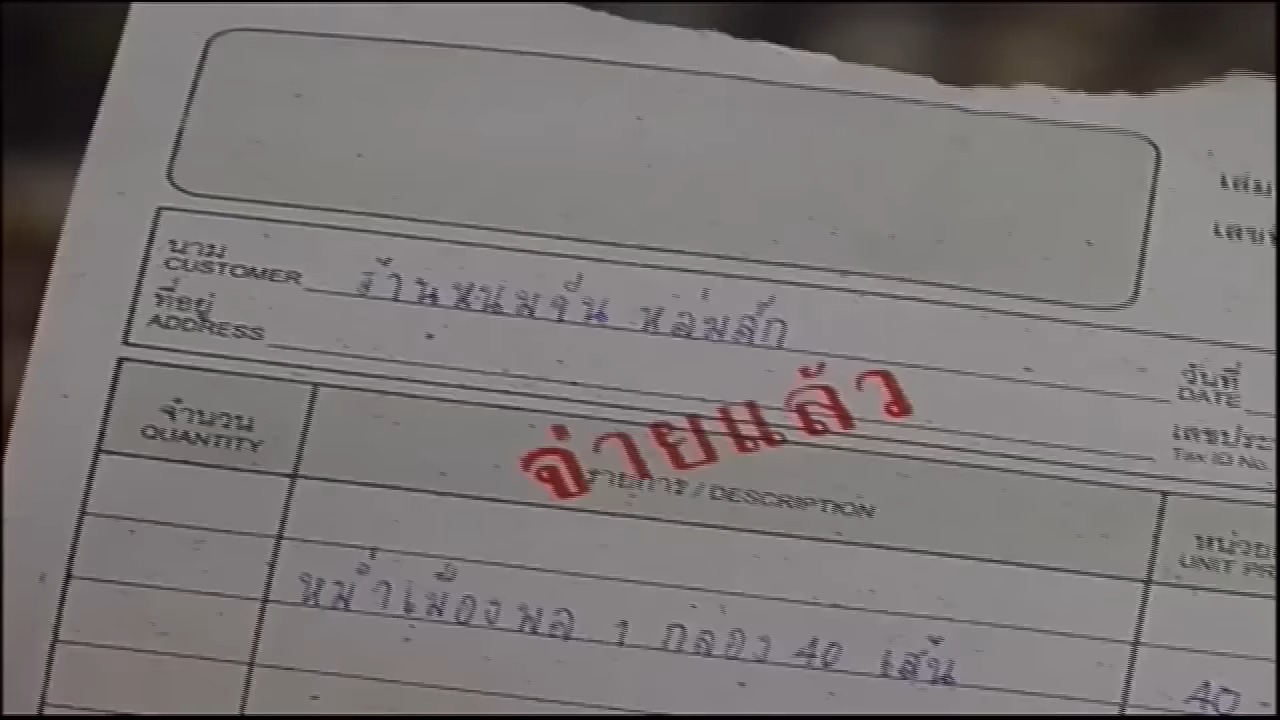 นาม
CUSTOMER ร้านขนมจีน หล่มสัก
ที่อยู่
ADDRESS
วันที่
DATE
Tax ID No.
จำนวน
QUANTITY
จ่ายแล้ว
รายการ / DESCRIPTION
UNIT
หม่ำเมืองพล 1 กล่อง 40 เส้น
40 -